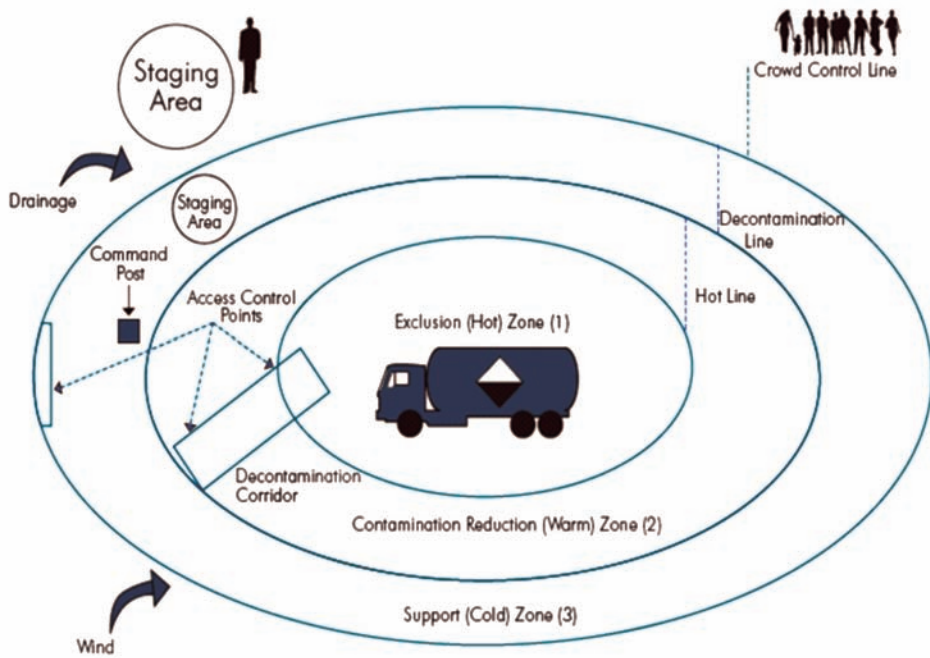 Staging
Area
Crowd Control Line
Drainage
Staging
Area
Decontamination
Line
Command
Post
Access Control
Points
Hot Line
Exclusion (Hot) Zone (1)
Decontamination
Corridor
Contamination Reduction (Warm) Zone (2)
Support (Cold) Zone (3)
Wind